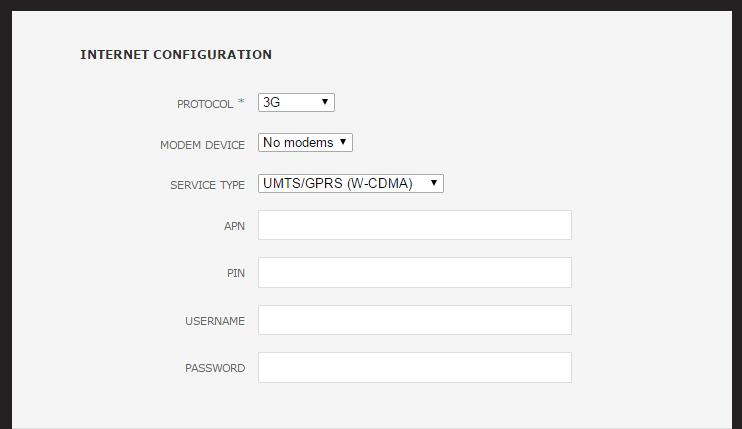 INTERNET CONFIGURATION
PROTOCOL * 3G
MODEM DEVICE No modems
SERVICE TYPE UMTS/GPRS (W-CDMA)
APN
PIN
USERNAME
PASSWORD